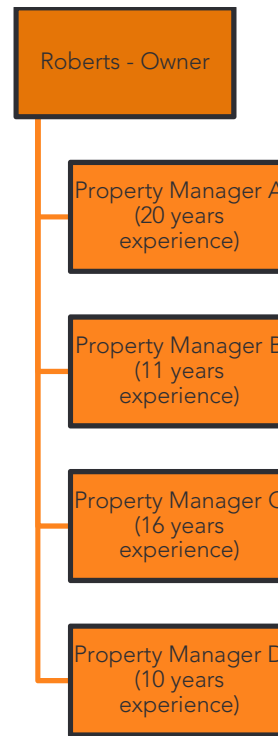 Roberts - Owner
Property Manager A
(20 years
experience)
Property Manager B
(11 years
experience)
Property Manager C
(16 years
experience)
Property Manager D
(10 years
experience)